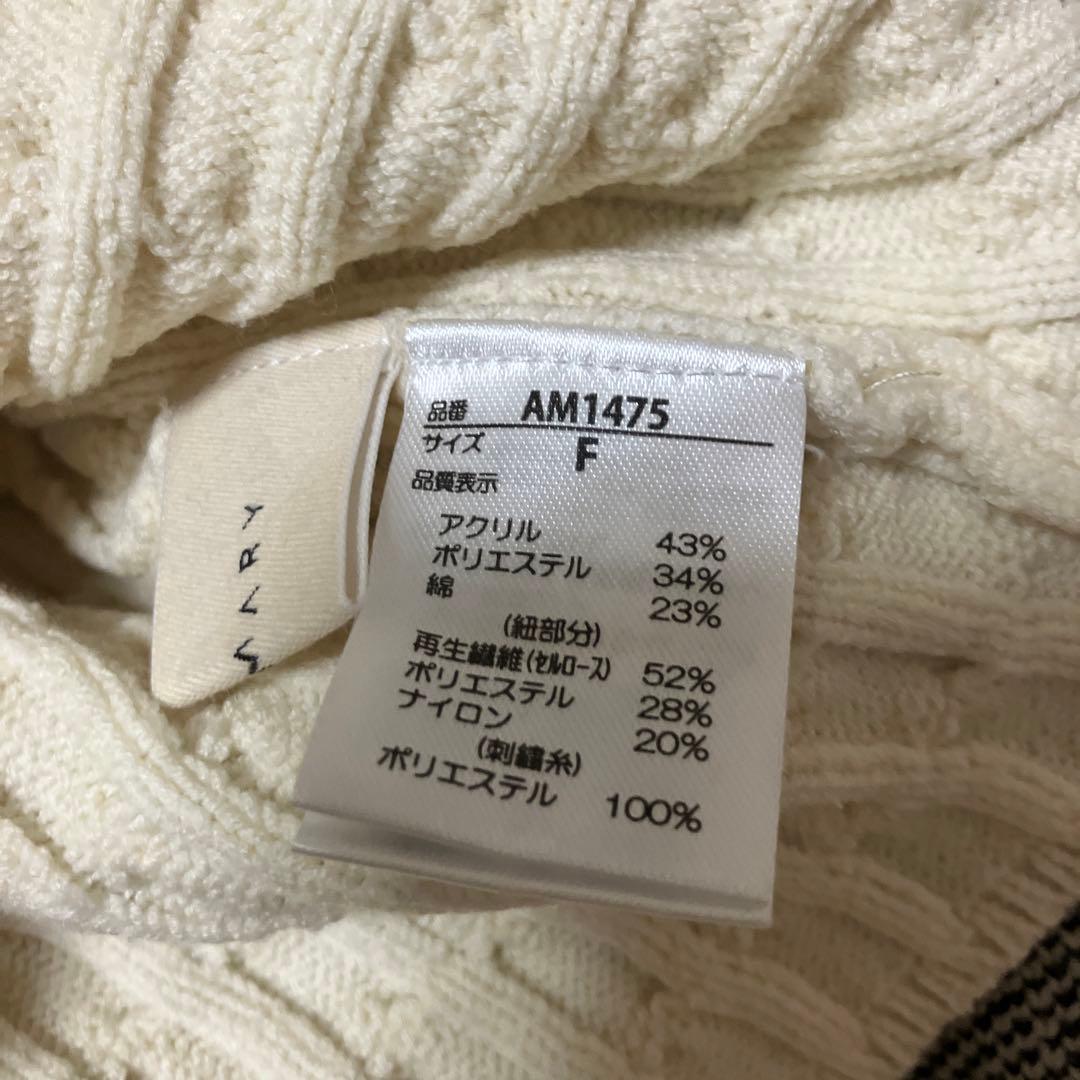 品番 AM1475
サイズ F
品質表示
アクリル 43%
ポリエステル 34%
綿 23%
(紐部分)
再生繊維(ｾﾙﾛｰｽ) 52%
ポリエステル 28%
ナイロン 20%
(刺繍糸)
ポリエステル 100%